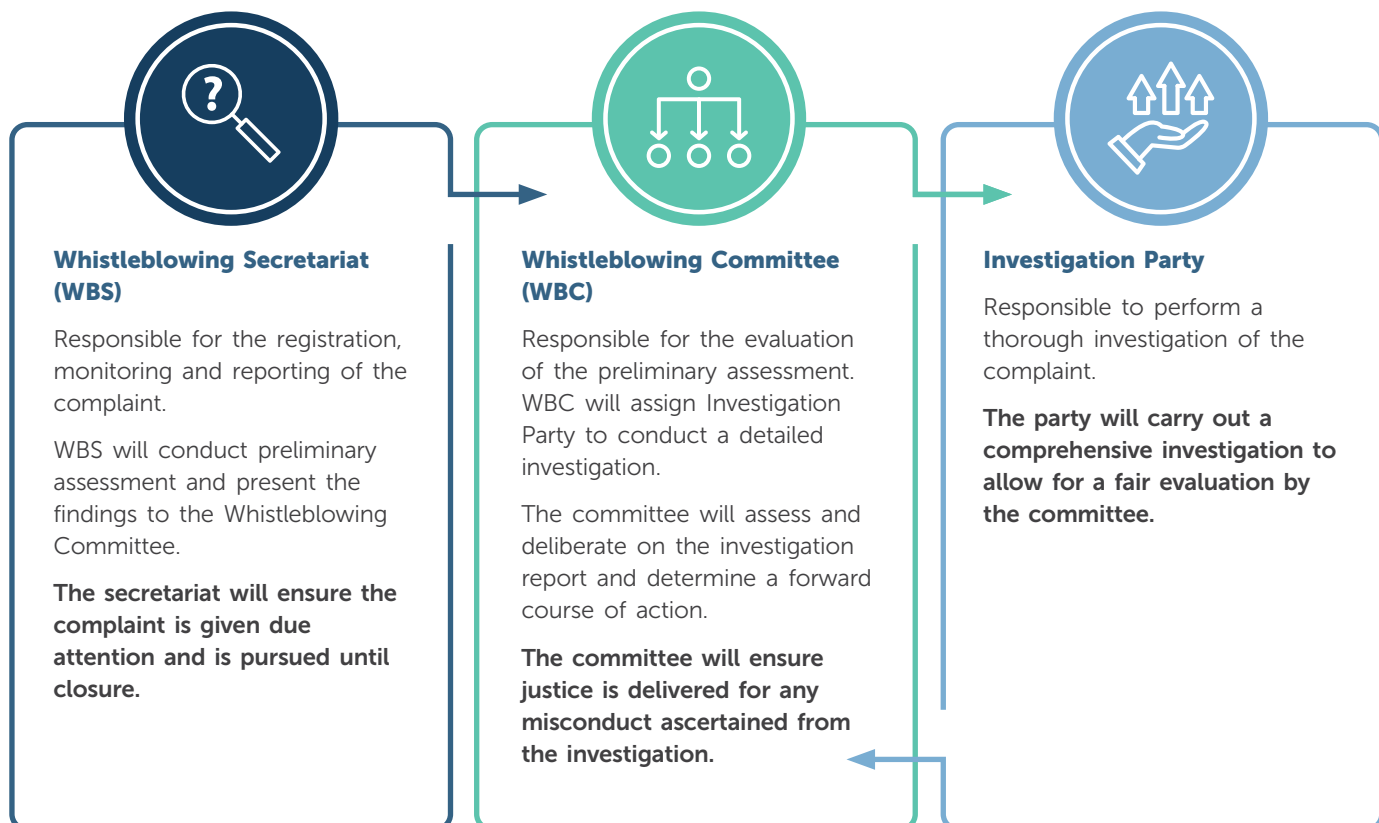 ?
Whistleblowing Secretariat
(WBS)
Responsible for the registration,
monitoring and reporting of the
complaint.
WBS will conduct preliminary
assessment and present the
findings to the Whistleblowing
Committee.
The secretariat will ensure the
complaint is given due
attention and is pursued until
closure.
Whistleblowing Committee
(WBC)
Responsible for the evaluation
of the preliminary assessment.
WBC will assign Investigation
Party to conduct a detailed
investigation.
The committee will assess and
deliberate on the investigation
report and determine a forward
course of action.
The committee will ensure
justice is delivered for any
misconduct ascertained from
the investigation.
Investigation Party
Responsible to perform a
thorough investigation of the
complaint.
The party will carry out a
comprehensive investigation to
allow for a fair evaluation by
the committee.